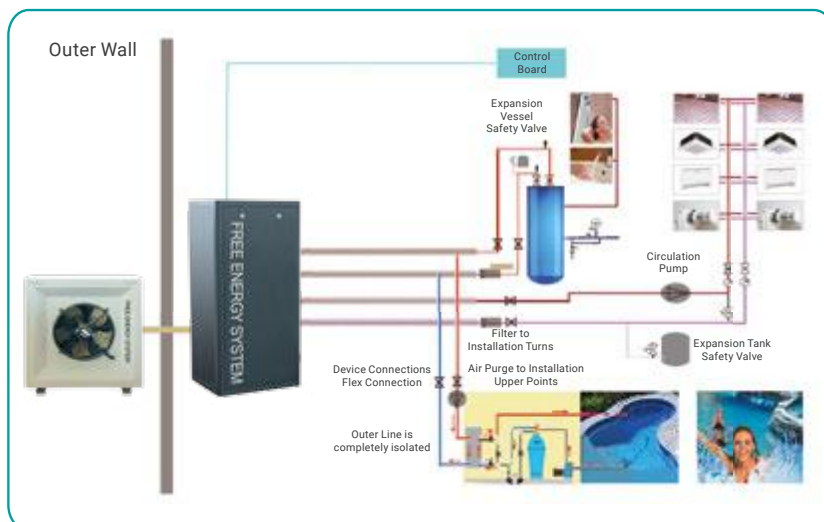 Outer Wall
Control
Board
Expansion
Vessel
Safety Valve
FREE ENERGY SYSTEM
Circulation
Pump
Filter to
Installation Turns
Expansion Tank
Safety Valve
Device Connections
Flex Connection
Air Purge to Installation
Upper Points
Outer Line is
completely isolated